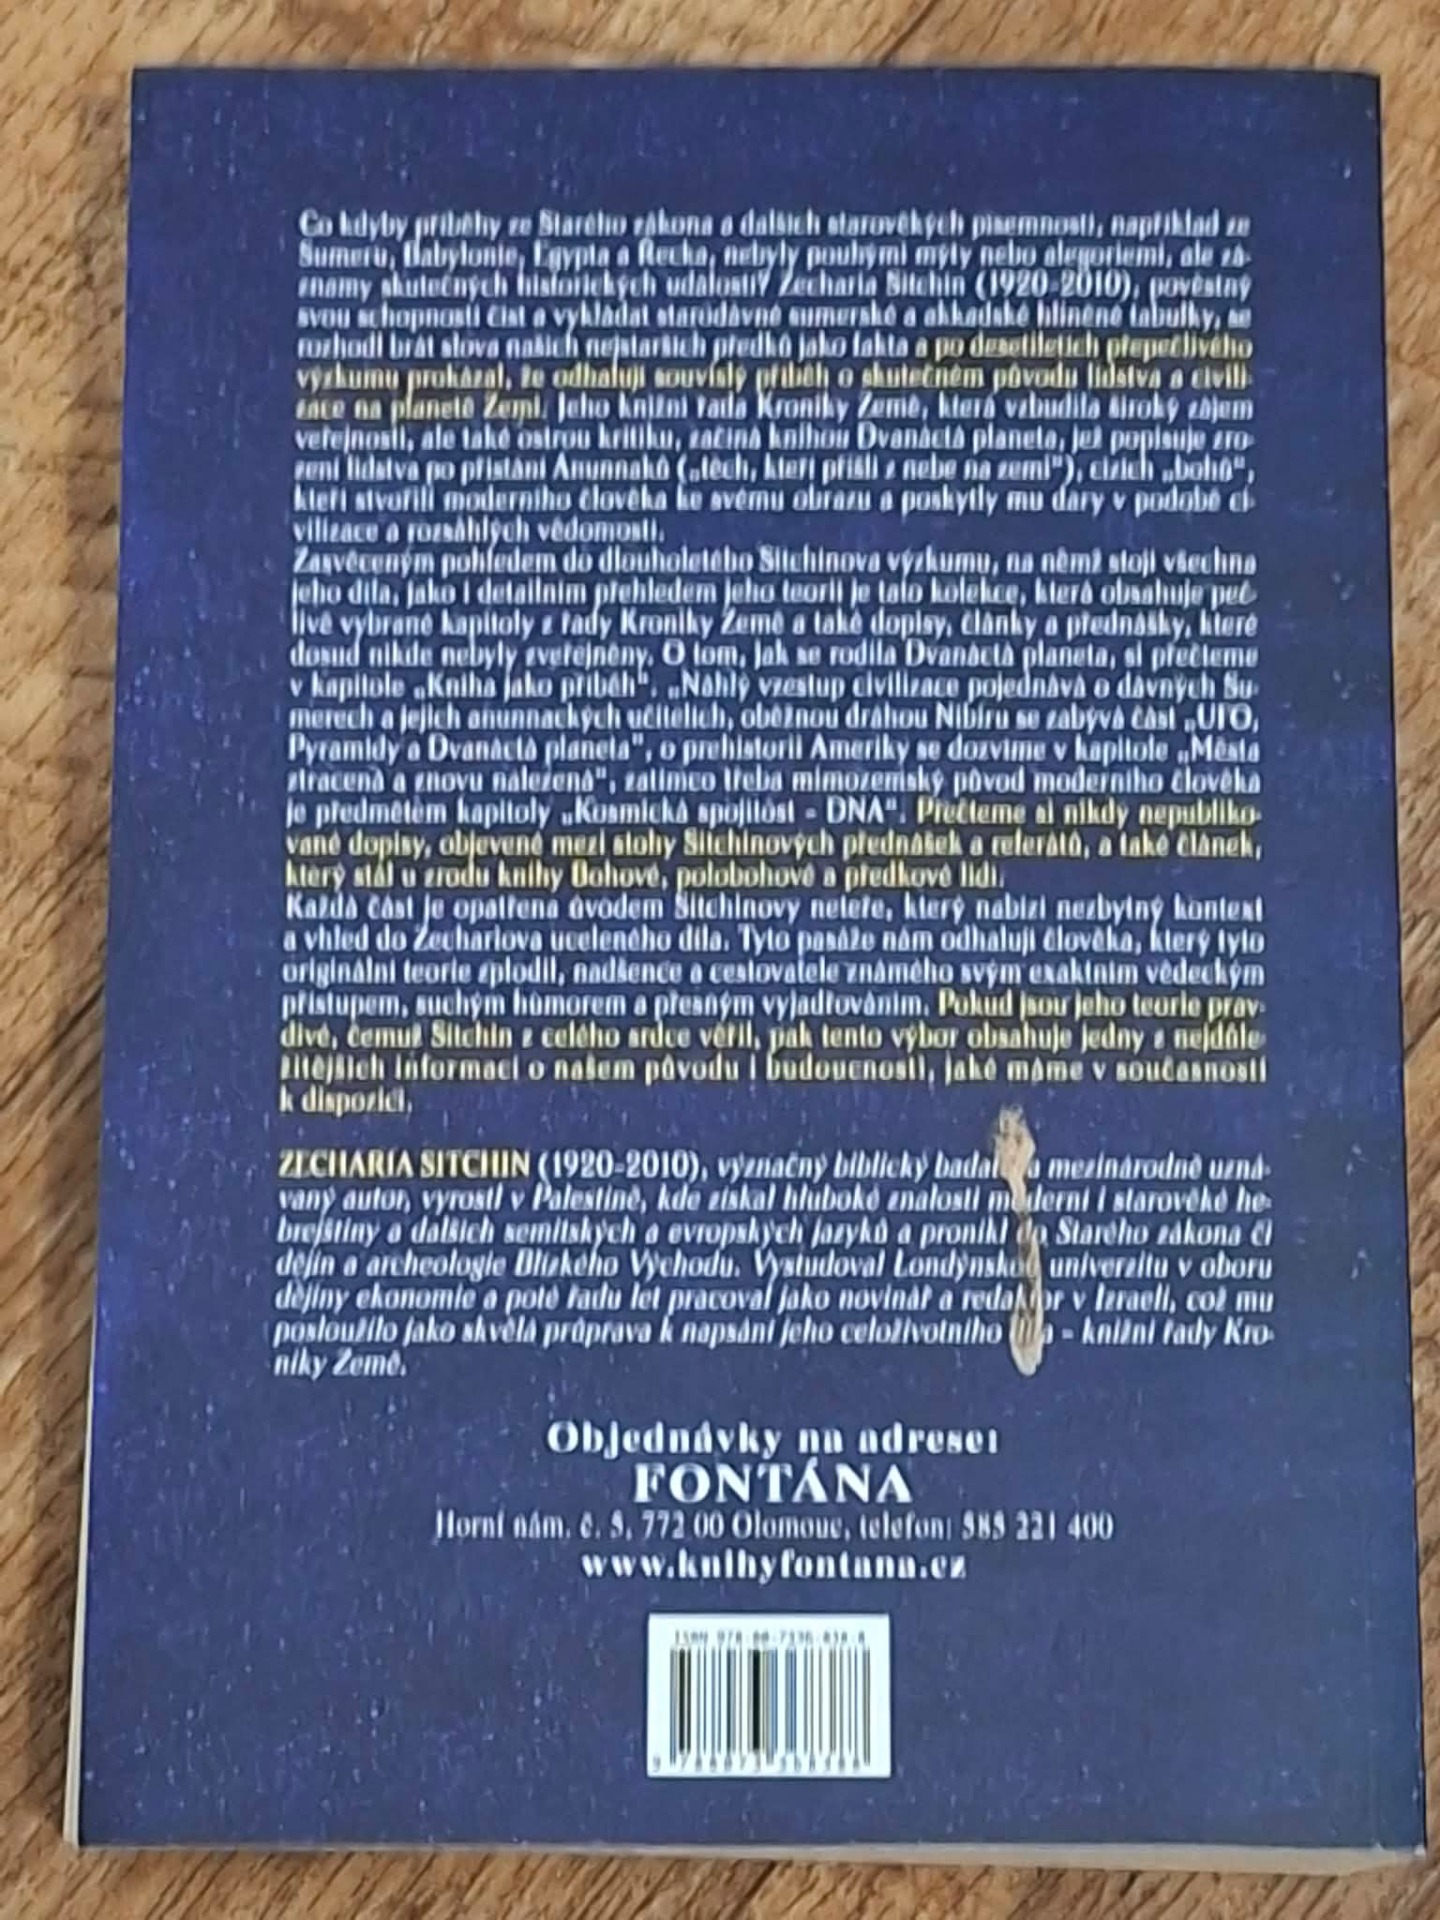 Co kdyby příběhy ze Starého zákona a dalších starověkých písemností, například ze
Sumeru, Babylonie, Egypta a Řecka, nebyly pouhými mýty nebo alegoriemi, ale zá-
znamy skutečných historických událostí? Zecharia Sitchin (1920-2010), pověstný
svou schopností číst a vykládat starodávné sumerské a akkadské hliněné tabulky, se
rozhodl brát slova našich nejstarších předků jako fakta a po desetiletích přepečlivého
výzkumu prokázal, že odhalují souvislý příběh o skutečném původu lidstva a civili-
zace na planetě Zemi. Jeho knižní řada Kroniky Země, která vzbudila široký zájem
veřejnosti, ale také ostrou kritiku, začíná knihou Dvanáctá planeta, jež popisuje zro-
zení lidstva po přistání Anunnaků („těch, kteří přišli z nebe na zemi“), cizích „bohů“,
kteří stvořili moderního člověka ke svému obrazu a poskytly mu dary v podobě ci-
vilizace a rozsáhlých vědomostí.
Zasvěceným pohledem do dlouholetého Sitchinova výzkumu, na němž stojí všechna
jeho díla, jako i detailním přehledem jeho teorií je tato kolekce, která obsahuje peč-
livě vybrané kapitoly z řady Kroniky Země a také dopisy, články a přednášky, které
dosud nikde nebyly zveřejněny. O tom, jak se rodila Dvanáctá planeta, si přečteme
v kapitole „Kniha jako příběh“. „Náhlý vzestup civilizace pojednává o dávných Su-
merech a jejich anunnackých učitelích, oběžnou dráhou Nibiru se zabývá část „UFO,
Pyramidy a Dvanáctá planeta“, o prehistorii Ameriky se dozvíme v kapitole „Města
ztracená a znovu nalezená“, zatímco třeba mimozemský původ moderního člověka
je předmětem kapitoly „Kosmická spojitost - DNA“. Přečteme si nikdy nepubliko-
vané dopisy, objevené mezi stohy Sitchinových přednášek a referátů, a také článek,
který stál u zrodu knihy Bohové, polobohové a předkové lidí.
Každá část je opatřena úvodem Sitchinovy neteře, který nabízí nezbytný kontext
a vhled do Zechariova uceleného díla. Tyto pasáže nám odhalují člověka, který tyto
originální teorie zplodil, nadšence a cestovatele známého svým exaktním vědeckým
přístupem, suchým humorem a přesným vyjadřováním. Pokud jsou jeho teorie prav-
divé, čemuž Sitchin z celého srdce věřil, pak tento výbor obsahuje jedny z nejdůle-
žitějších informací o našem původu i budoucnosti, jaké máme v současnosti
k dispozici.
ZECHARIA SITCHIN (1920-2010), význačný biblický a mezinárodně uzná-
vaný autor, vyrostl v Palestině, kde získal hluboké znalosti moderní i starověké he-
brejštiny a dalších semitských a evropských jazyků a pronikl do Starého zákona či
dějin a archeologie Blízkého Východu. Vystudoval Londýnskou univerzitu v oboru
dějiny ekonomie a poté řadu let pracoval jako novinář a redaktor v Izraeli, což mu
posloužilo jako skvělá průprava k napsání jeho celoživotního díla - knižní řady Kro-
niky Země.
Objednávky na adrese:
FONTÁNA
Horní nám. č. 5, 772 00 Olomouc, telefon: 585 221 400
www.knihyfontana.cz
ISBN